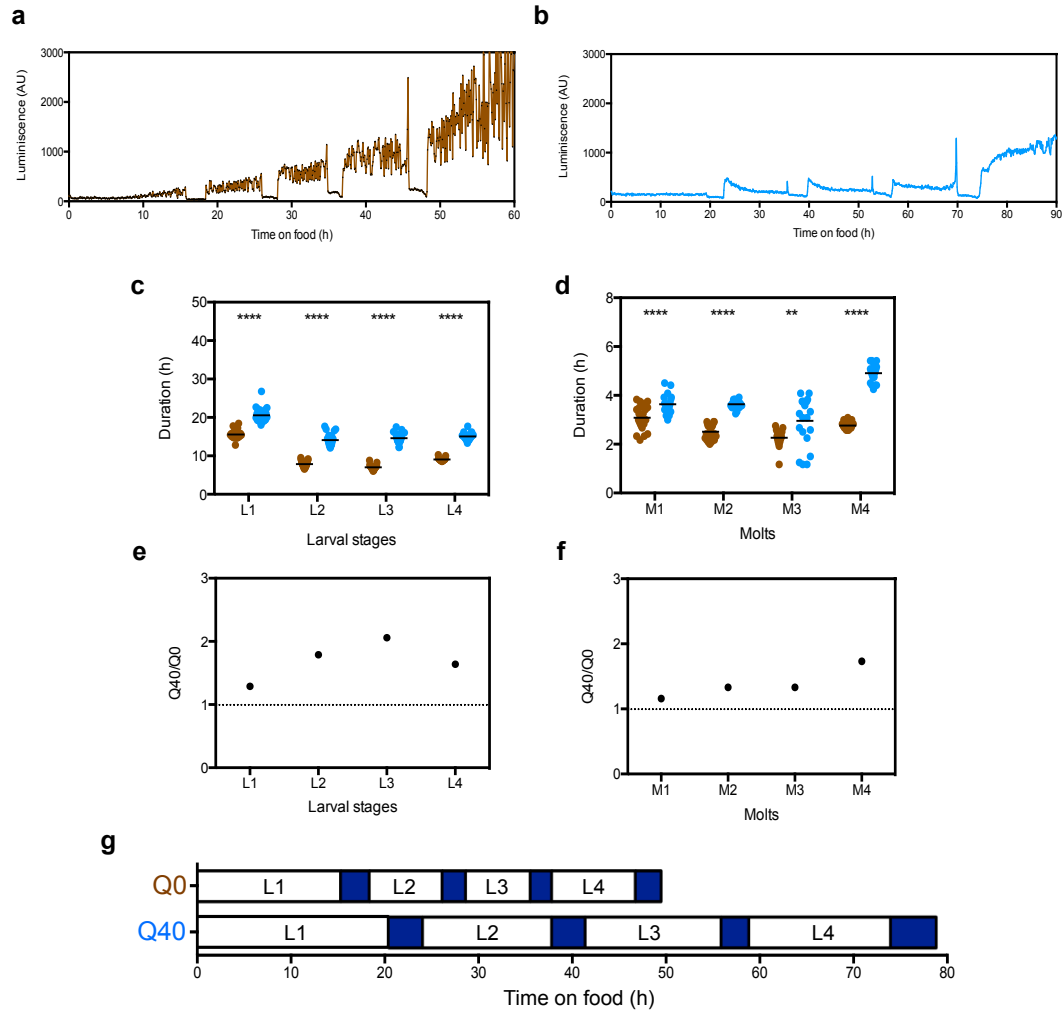 a
3000
2000
1000
0
Luminiscence (AU)
0 10 20 30 40 50 60
Time on food (h)
b
3000
2000
1000
0
Luminiscence (AU)
0 10 20 30 40 50 60 70 80 90
Time on food (h)
c
50
40
30
20
10
0
Duration (h)
**** **** **** ****
L1 L2 L3 L4
Larval stages
d
8
6
4
2
0
Duration (h)
**** **** ** ****
M1 M2 M3 M4
Molts
e
3
2
1
0
Q40/Q0
L1 L2 L3 L4
Larval stages
f
3
2
1
0
Q40/Q0
M1 M2 M3 M4
Molts
g
Q0 L1 L2 L3 L4
Q40 L1 L2 L3 L4
0 10 20 30 40 50 60 70 80
Time on food (h)